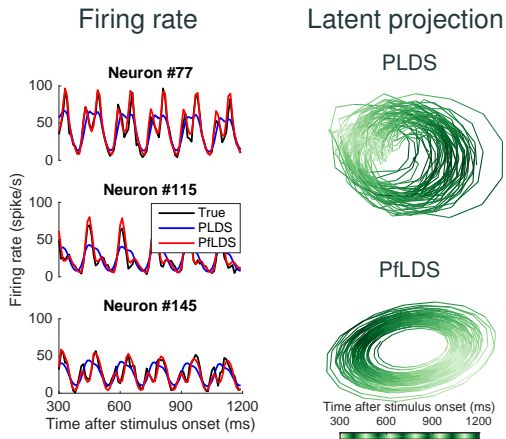 Firing rate
Latent projection
PLDS
Neuron #77
100
50
0
Neuron #115
100
50
0
True
PLDS
PfLDS
Firing rate (spike/s)
PfLDS
Neuron #145
100
50
0
300 600 900 1200
Time after stimulus onset (ms)
Time after stimulus onset (ms)
300 600 900 1200